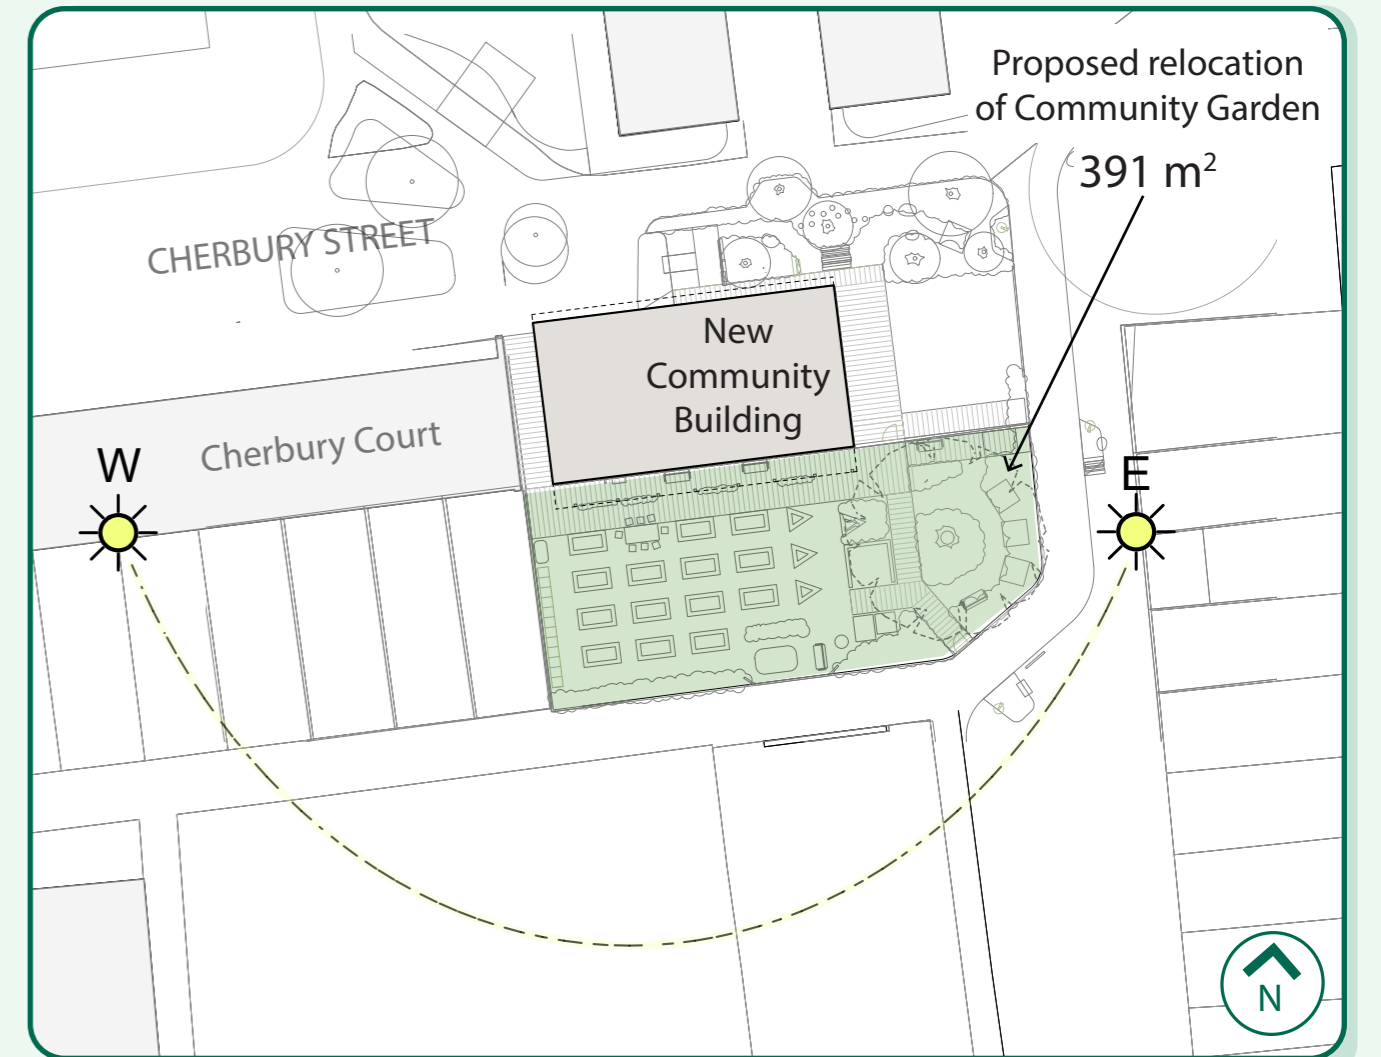 Proposed relocation
of Community Garden
391 m²
CHERBURY STREET
New
Community
Building
Cherbury Court
W
E
N